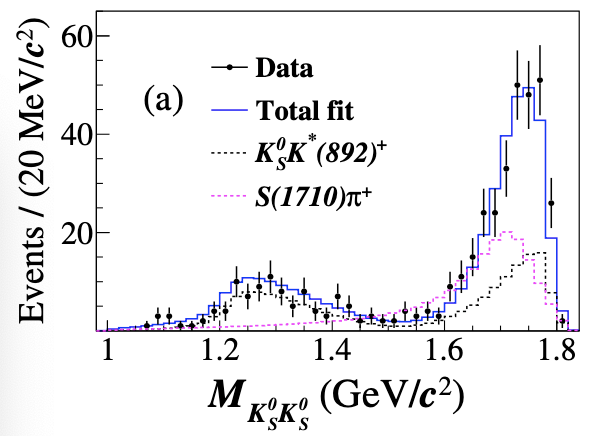 Events / (20 MeV/c²)
60
40
20
(a)
Data
Total fit
K⁰_S K*(892)⁺
S(1710)π⁺
1 1.2 1.4 1.6 1.8
M_{K⁰_S K⁰_S} (GeV/c²)